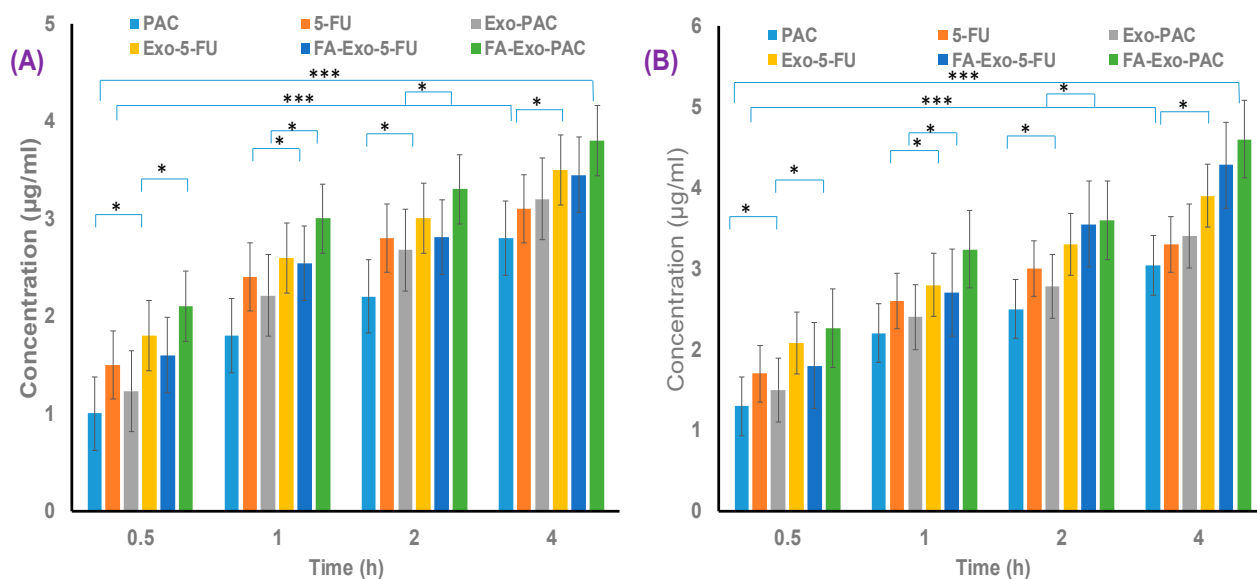 (A)
PAC 5-FU Exo-PAC
Exo-5-FU FA-Exo-5-FU FA-Exo-PAC
Concentration (µg/ml)
5
4
3
2
1
0
***
***
*
*
*
*
*
*
*
*
0.5 1 2 4
Time (h)
(B)
PAC 5-FU Exo-PAC
Exo-5-FU FA-Exo-5-FU FA-Exo-PAC
Concentration (µg/ml)
6
5
4
3
2
1
0
***
***
*
*
*
*
*
*
*
0.5 1 2 4
Time (h)